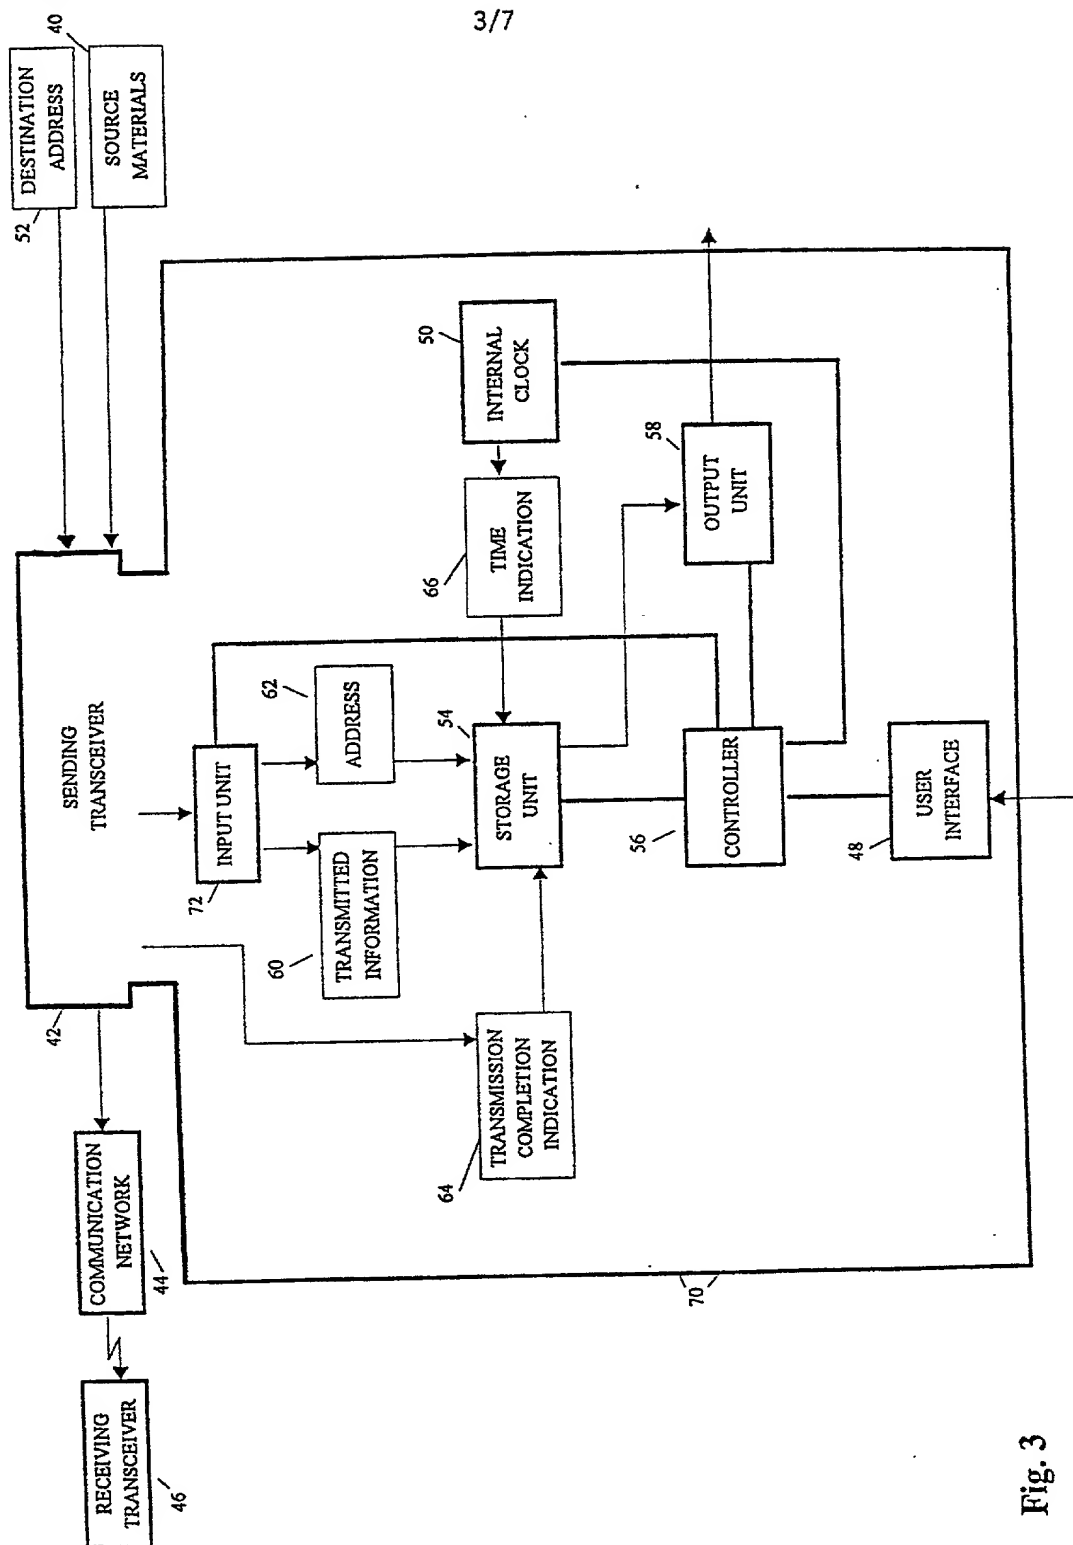 3/7
DESTINATION
ADDRESS
52
40
SOURCE
MATERIALS
SENDING
TRANSCEIVER
42
COMMUNICATION
NETWORK
44
RECEIVING
TRANSCEIVER
46
INPUT UNIT
72
62
ADDRESS
60
TRANSMITTED
INFORMATION
50
INTERNAL
CLOCK
66
TIME
INDICATION
54
STORAGE
UNIT
64
TRANSMISSION
COMPLETION
INDICATION
58
OUTPUT
UNIT
56
CONTROLLER
48
USER
INTERFACE
70
Fig. 3